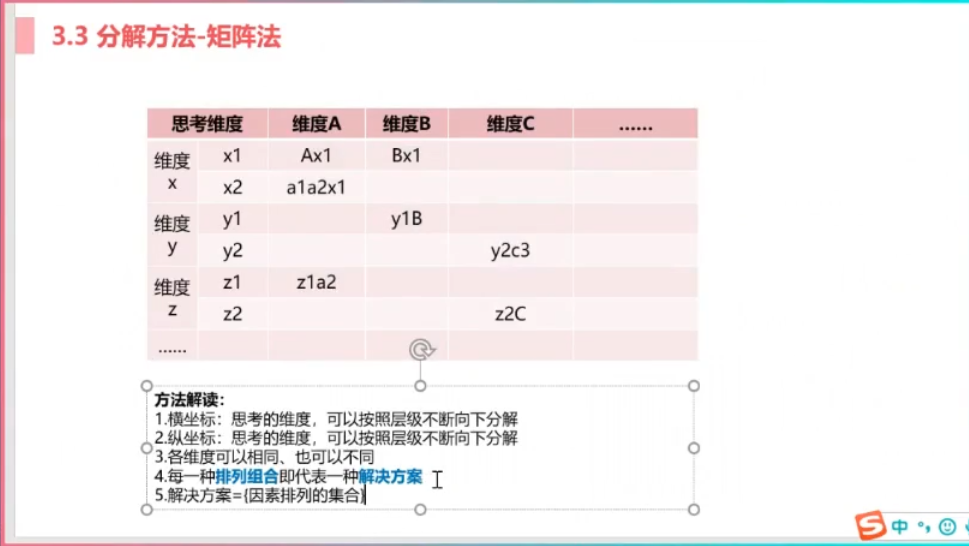 3.3 分解方法-矩阵法
思考维度 维度A 维度B 维度C ......
维度x x1 Ax1 Bx1
x2 a1a2x1
维度y y1 y1B
y2 y2c3
维度z z1 z1a2
z2 z2C
......
方法解读：
1.横坐标：思考的维度，可以按照层级不断向下分解
2.纵坐标：思考的维度，可以按照层级不断向下分解
3.各维度可以相同、也可以不同
4.每一种排列组合即代表一种解决方案
5.解决方案={因素排列的集合}
S 中